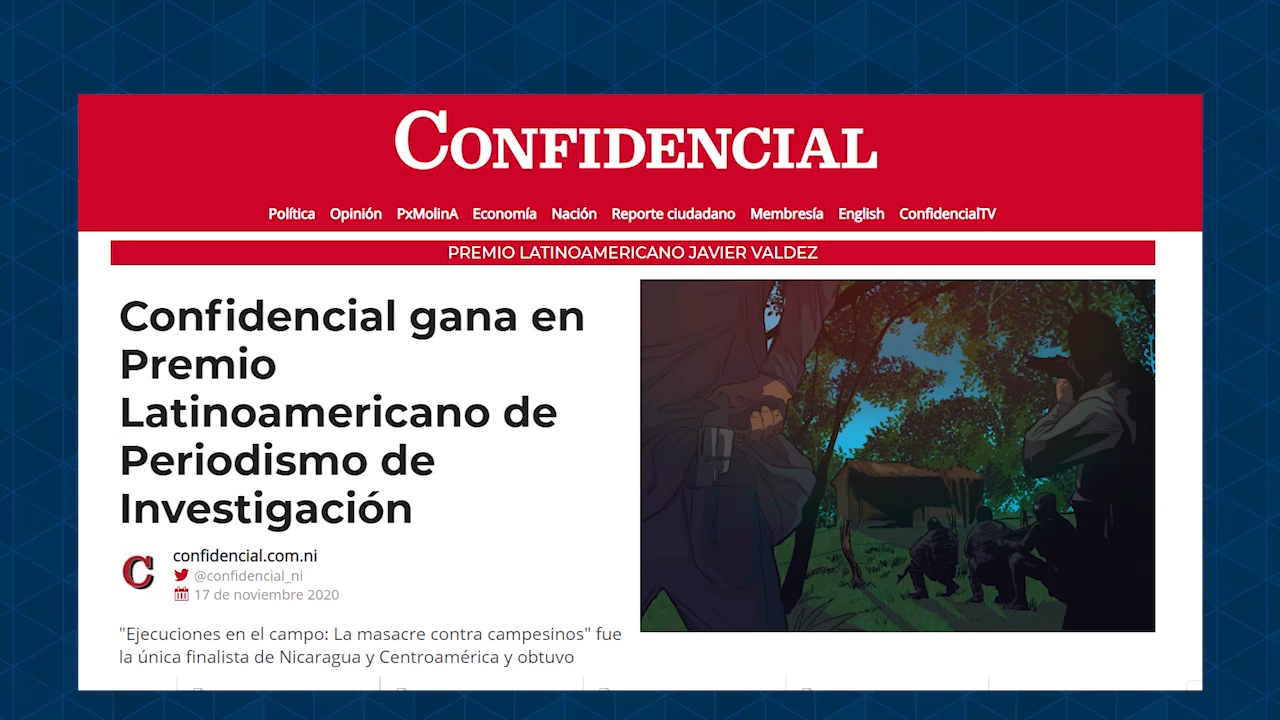 CONFIDENCIAL
Política Opinión PxMolinA Economía Nación Reporte ciudadano Membresía English ConfidencialTV
PREMIO LATINOAMERICANO JAVIER VALDEZ
Confidencial gana en
Premio
Latinoamericano de
Periodismo de
Investigación
C
confidencial.com.ni
@confidencial_ni
17 de noviembre 2020
"Ejecuciones en el campo: La masacre contra campesinos" fue
la única finalista de Nicaragua y Centroamérica y obtuvo